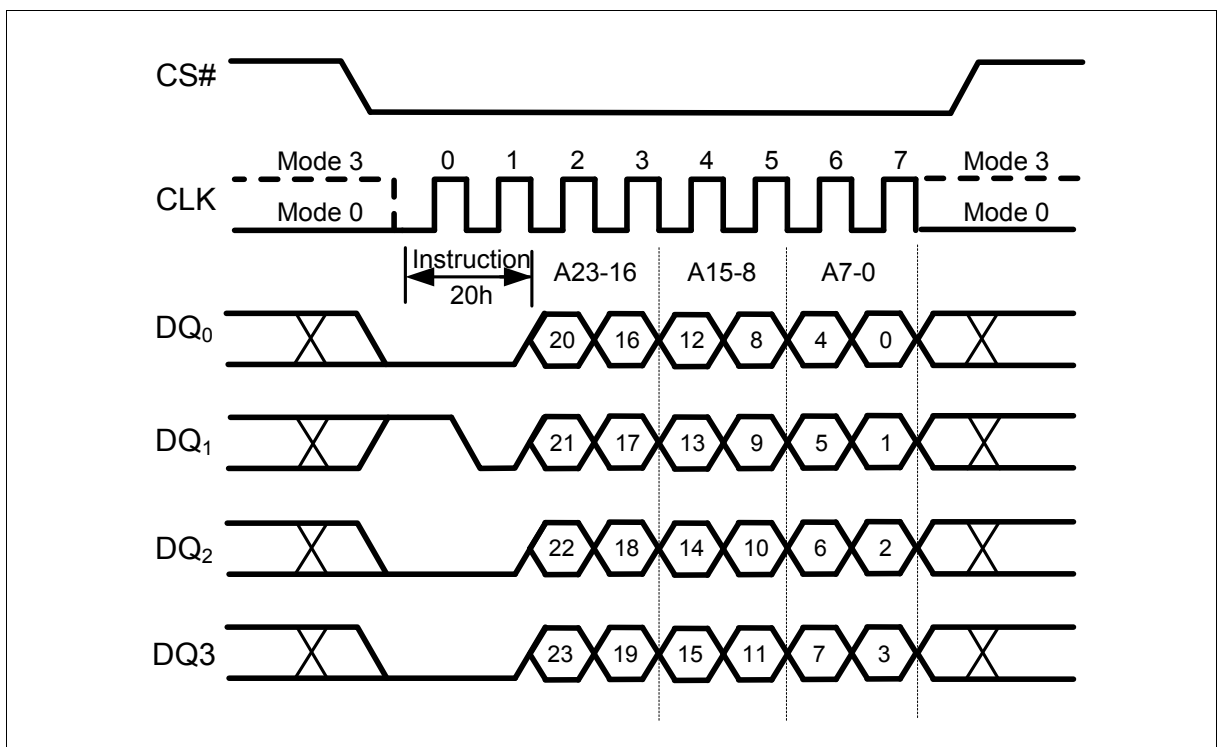 CS#
Mode 3 0 1 2 3 4 5 6 7 Mode 3
CLK
Mode 0 Mode 0
Instruction A23-16 A15-8 A7-0
20h
DQ0 20 16 12 8 4 0
DQ1 21 17 13 9 5 1
DQ2 22 18 14 10 6 2
DQ3 23 19 15 11 7 3